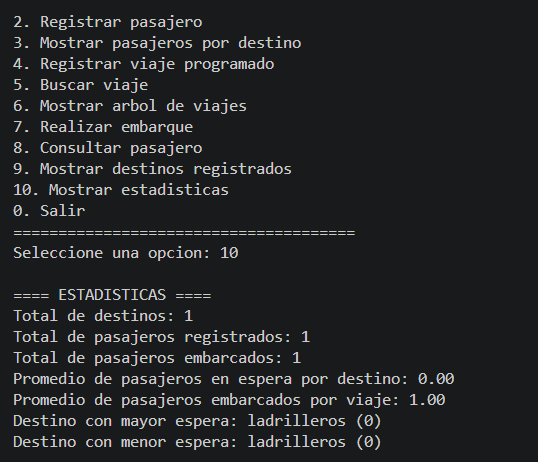 2. Registrar pasajero
3. Mostrar pasajeros por destino
4. Registrar viaje programado
5. Buscar viaje
6. Mostrar arbol de viajes
7. Realizar embarque
8. Consultar pasajero
9. Mostrar destinos registrados
10. Mostrar estadisticas
0. Salir
======================================
Seleccione una opcion: 10
==== ESTADISTICAS ====
Total de destinos: 1
Total de pasajeros registrados: 1
Total de pasajeros embarcados: 1
Promedio de pasajeros en espera por destino: 0.00
Promedio de pasajeros embarcados por viaje: 1.00
Destino con mayor espera: ladrilleros (0)
Destino con menor espera: ladrilleros (0)